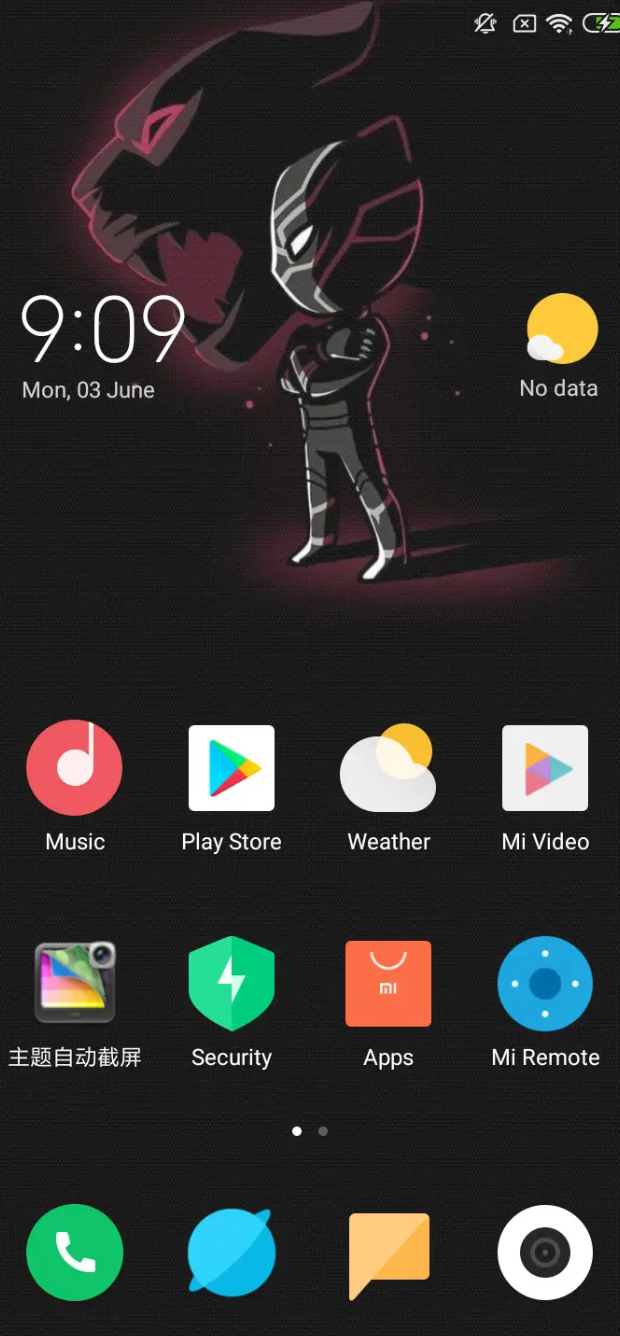 9:09
Mon, 03 June
No data
Music
Play Store
Weather
Mi Video
主题自动截屏
Security
mi
Apps
Mi Remote